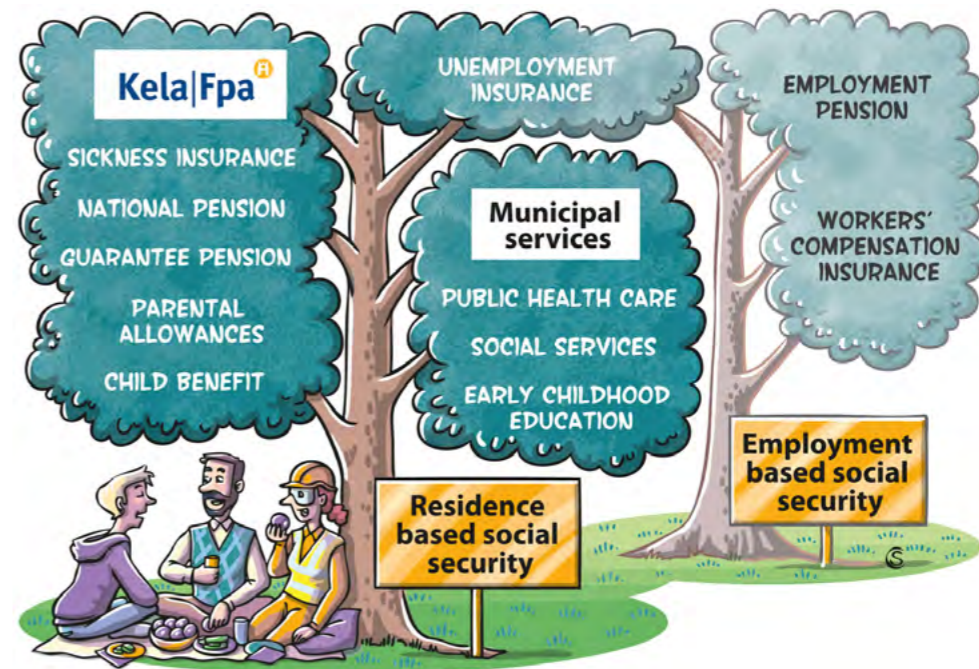 Kela|Fpa
SICKNESS INSURANCE
NATIONAL PENSION
GUARANTEE PENSION
PARENTAL
ALLOWANCES
CHILD BENEFIT
UNEMPLOYMENT
INSURANCE
Municipal
services
PUBLIC HEALTH CARE
SOCIAL SERVICES
EARLY CHILDHOOD
EDUCATION
EMPLOYMENT
PENSION
WORKERS'
COMPENSATION
INSURANCE
Residence
based social
security
Employment
based social
security